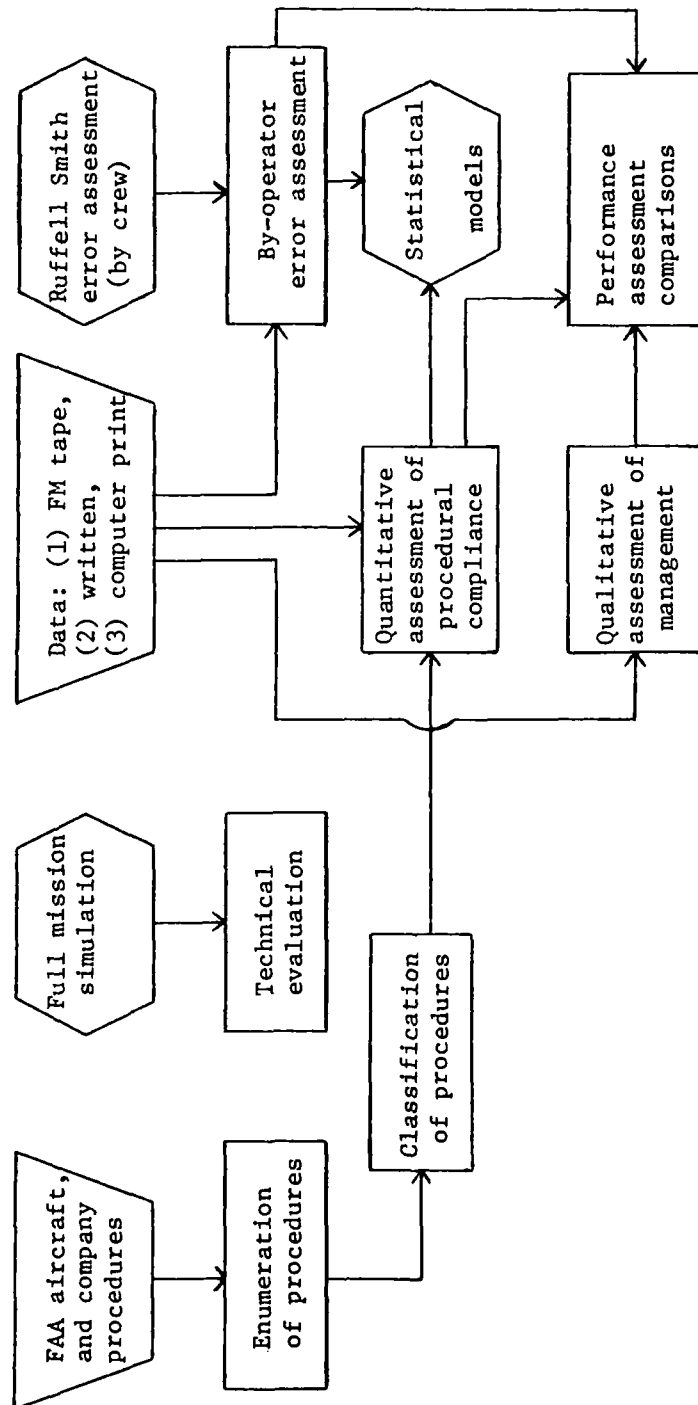 FAA aircraft,
and company
procedures
Full mission
simulation
Data: (1) FM tape,
(2) written,
(3) computer print
Ruffell Smith
error assessment
(by crew)
Enumeration
of procedures
Technical
evaluation
By-operator
error assessment
Classification
of procedures
Quantitative
assessment of
procedural
compliance
Statistical
models
Qualitative
assessment of
management
Performance
assessment
comparisons